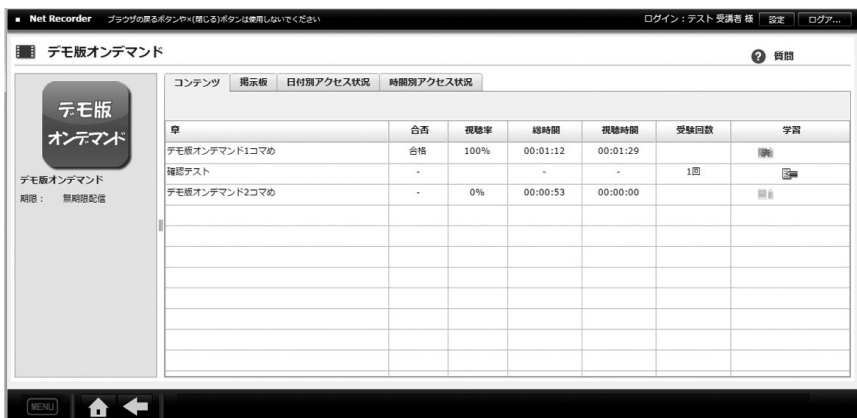 Net Recorder ブラウザの戻るボタンや×(閉じる)ボタンは使用しないでください ログイン：テスト 受講者 様 設定 ログア...
デモ版オンデマンド 質問
コンテンツ 掲示板 日付別アクセス状況 時間別アクセス状況
デモ版
オンデマンド
デモ版オンデマンド
期限： 無期限配信
章 合否 視聴率 総時間 視聴時間 受験回数 学習
デモ版オンデマンド1コマめ 合格 100% 00:01:12 00:01:29
確認テスト - - - 1回
デモ版オンデマンド2コマめ - 0% 00:00:53 00:00:00
MENU